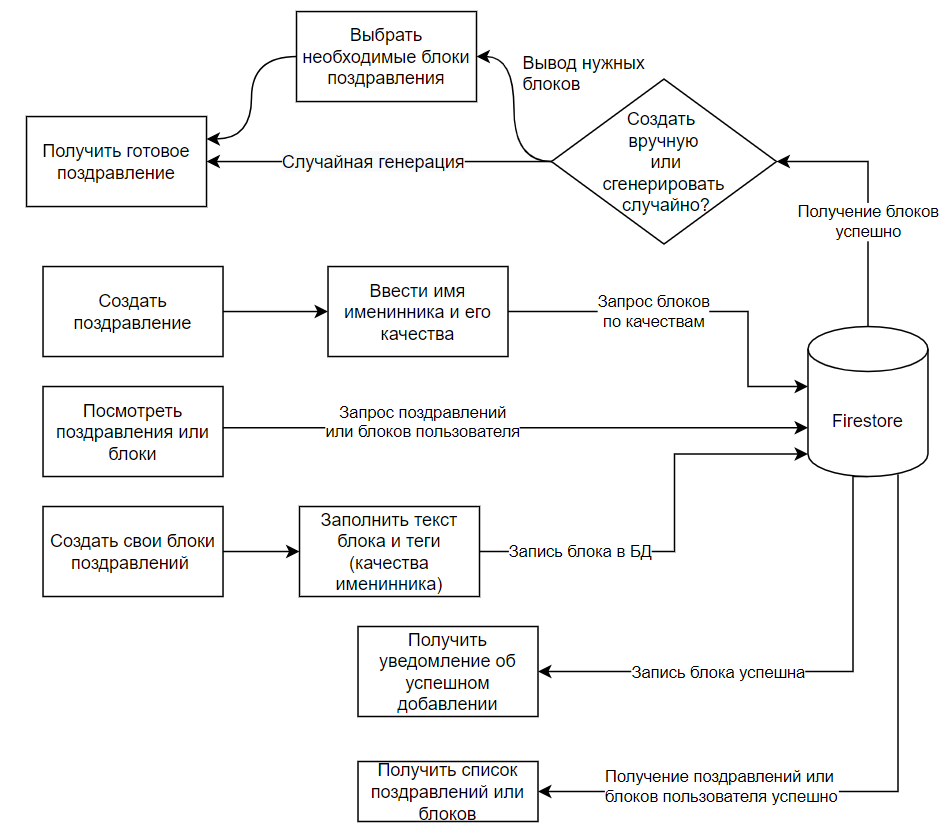 Выбрать
необходимые блоки
поздравления
Вывод нужных
блоков
Создать
вручную
или
сгенерировать
случайно?
Получить готовое
поздравление
Случайная генерация
Получение блоков
успешно
Создать
поздравление
Ввести имя
именинника и его
качества
Запрос блоков
по качествам
Посмотреть
поздравления или
блоки
Запрос поздравлений
или блоков пользователя
Firestore
Создать свои блоки
поздравлений
Заполнить текст
блока и теги
(качества
именинника)
Запись блока в БД
Получить
уведомление об
успешном
добавлении
Запись блока успешна
Получить список
поздравлений или
блоков
Получение поздравлений или
блоков пользователя успешно